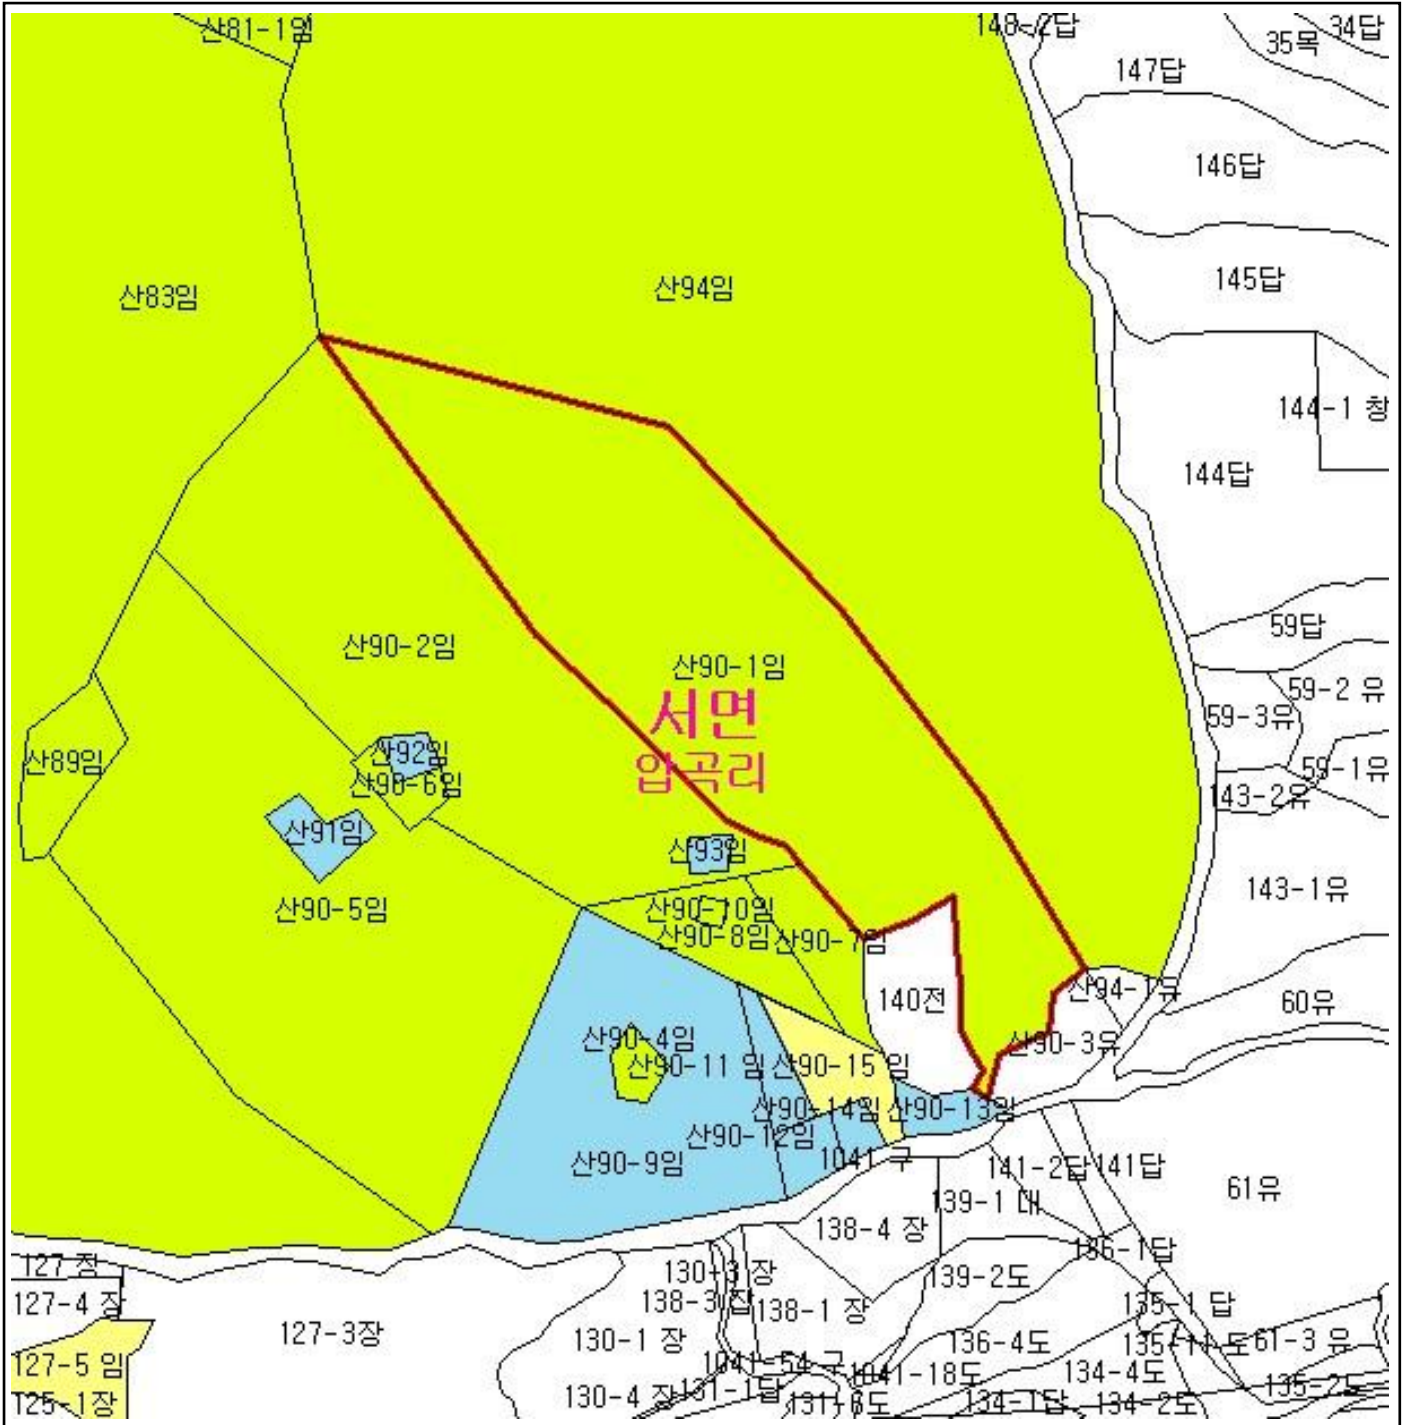 산81-1임
148-2답
34답
35목
147답
146답
산83임
산94임
145답
144-1 창
144답
59답
산90-2임
산90-1임
59-2 유
서면
59-3유
압곡리
산92임
산89임
59-1유
산90-6임
143-2유
산91임
산93임
143-1유
산90-5임
산90-10임
산90-8임
산90-7임
140전
산94-1유
60유
산90-4임
산90-3유
산90-11 임
산90-15 임
산90-14임
산90-13임
산90-12임
1041 구
산90-9임
141-2답
141답
61유
139-1 대
138-4 장
136-1답
127 장
130-3 장
139-2도
127-4 장
138-3 잡
138-1 장
135-1 답
127-3장
130-1 장
136-4도
135-11 도
61-3 유
127-5 임
1041-54 구
1041-18도
134-4도
135-2도
125-1장
130-4 장
131-1답
131-6도
134-1답
134-2도